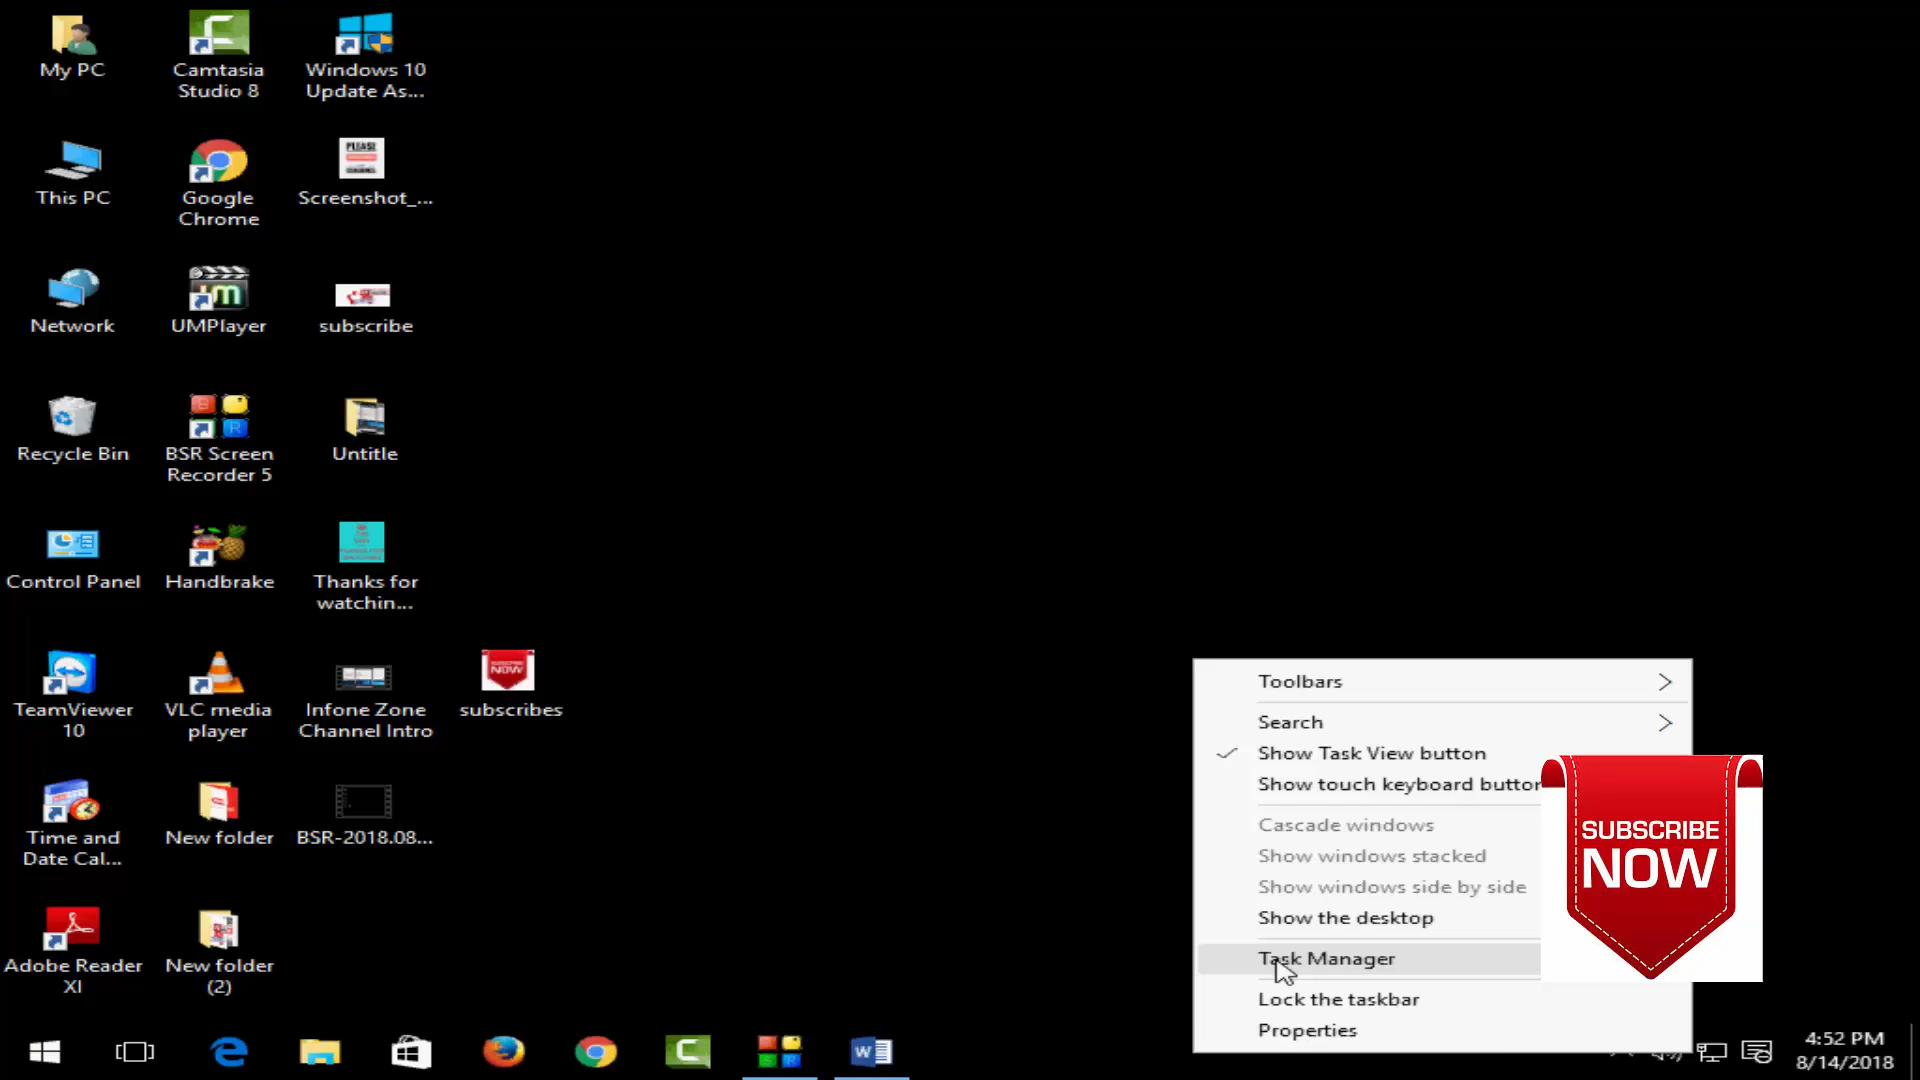 My PC
Camtasia
Studio 8
Windows 10
Update As...
This PC
Google
Chrome
PLEASE
Screenshot_...
Network
UMPlayer
subscribe
Recycle Bin
BSR Screen
Recorder 5
Untitle
Control Panel
Handbrake
Thanks for
watchin...
TeamViewer
10
VLC media
player
Infone Zone
Channel Intro
SUBSCRIBE
NOW
subscribes
Time and
Date Cal...
New folder
BSR-2018.08...
Adobe Reader
XI
New folder
(2)
Toolbars
Search
Show Task View button
Show touch keyboard button
Cascade windows
Show windows stacked
Show windows side by side
Show the desktop
Task Manager
Lock the taskbar
Properties
SUBSCRIBE
NOW
4:52 PM
8/14/2018